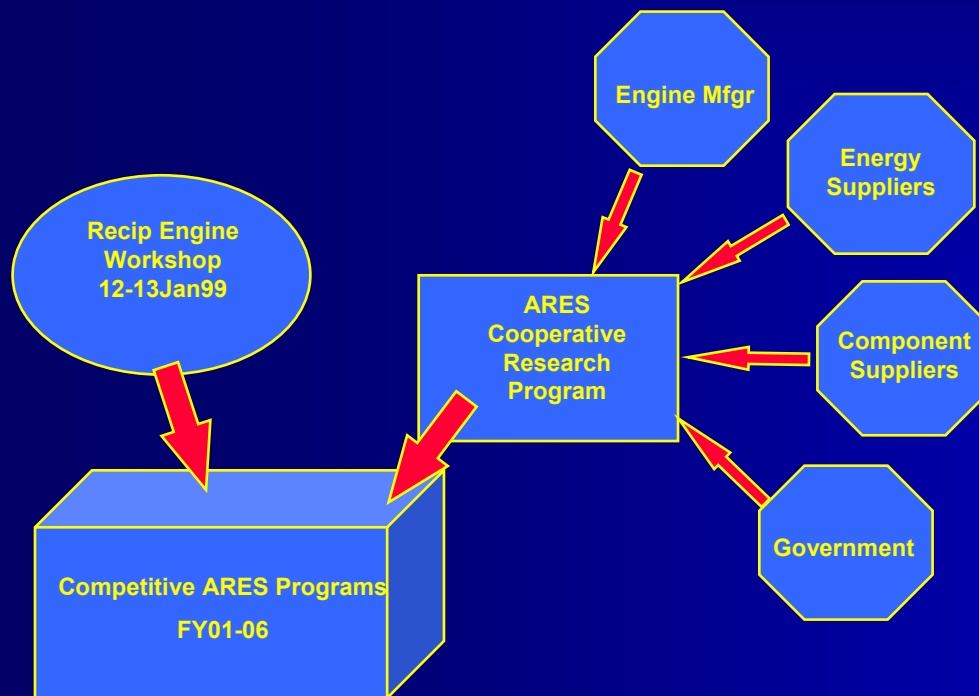 Engine Mfgr
Energy
Suppliers
Recip Engine
Workshop
12-13Jan99
ARES
Cooperative
Research
Program
Component
Suppliers
Government
Competitive ARES Programs
FY01-06